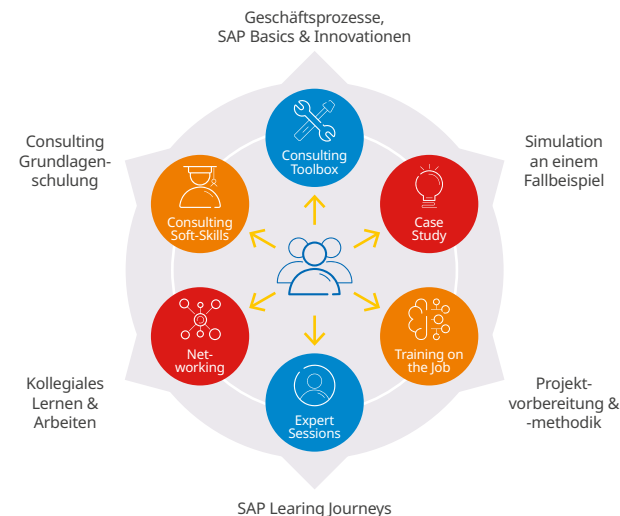 Geschäftsprozesse,
SAP Basics & Innovationen
Consulting
Grundlagen-
schulung
Simulation
an einem
Fallbeispiel
Consulting
Toolbox
Consulting
Soft-Skills
Case
Study
Net-
working
Training on
the Job
Expert
Sessions
Kollegiales
Lernen &
Arbeiten
Projekt-
vorbereitung &
-methodik
SAP Learing Journeys